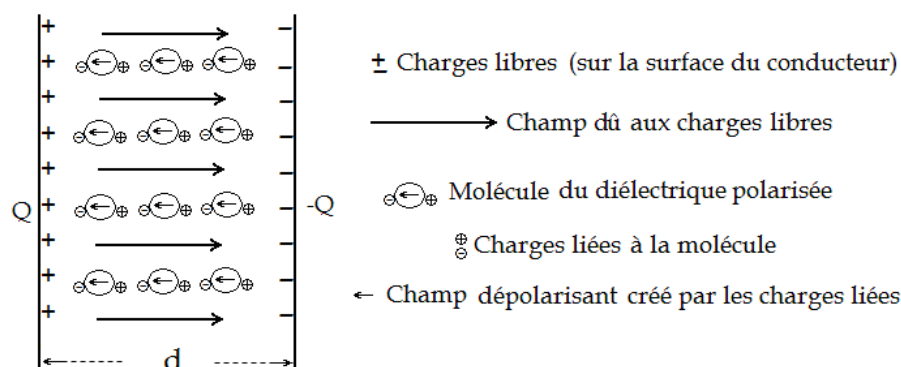 ± Charges libres (sur la surface du conducteur)
Champ dû aux charges libres
Molécule du diélectrique polarisée
Q
-Q
Charges liées à la molécule
Champ dépolarisant créé par les charges liées
d